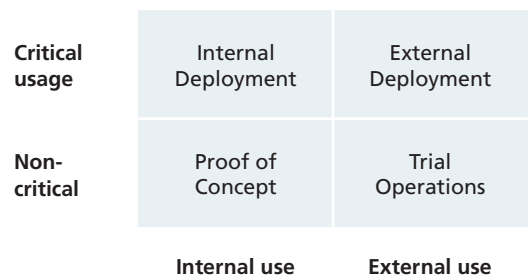 Critical
usage
Internal
Deployment
External
Deployment
Non-
critical
Proof of
Concept
Trial
Operations
Internal use
External use